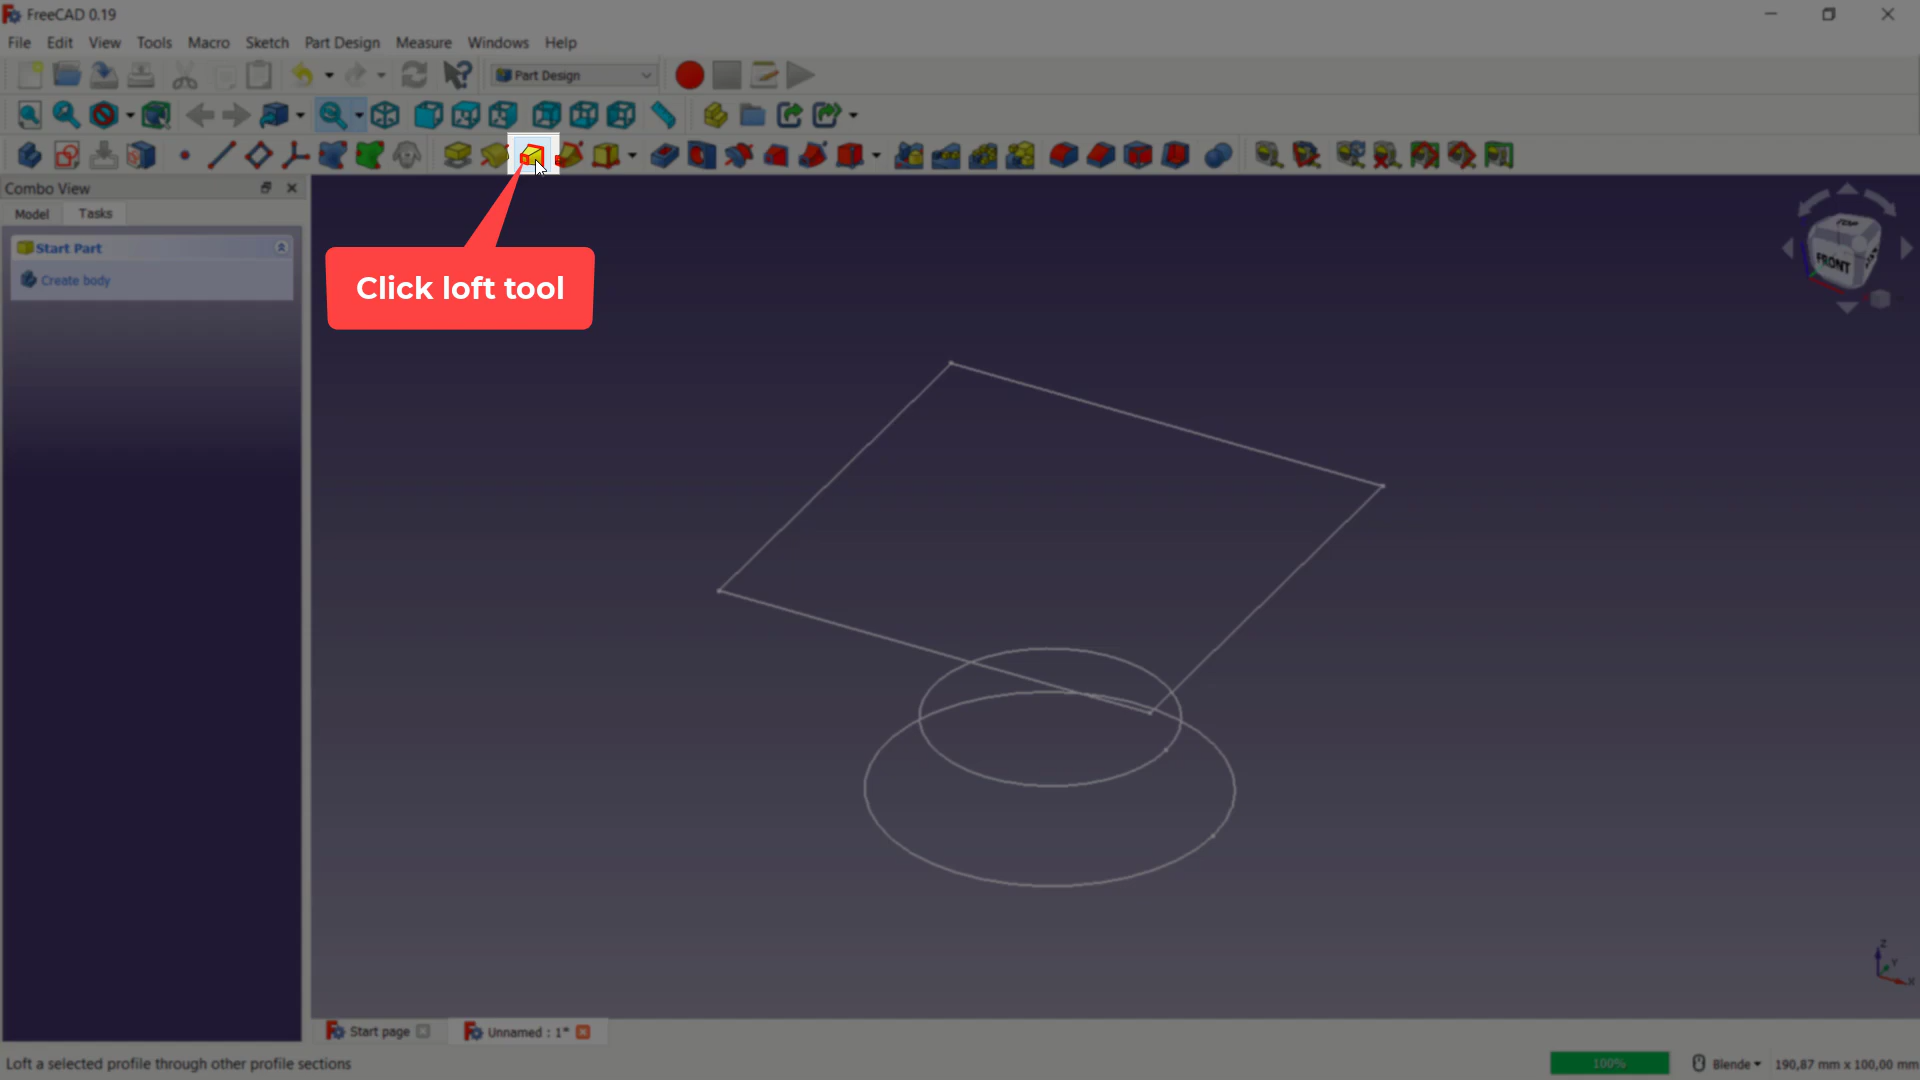 FreeCAD 0.19
File Edit View Tools Macro Sketch Part Design Measure Windows Help
Part Design
Combo View
Model Tasks
Start Part
Create body
Click loft tool
TOP
FRONT
Z
Y
X
Start page
Unnamed : 1*
Loft a selected profile through other profile sections
100%
Blende
190,87 mm x 100,00 mm